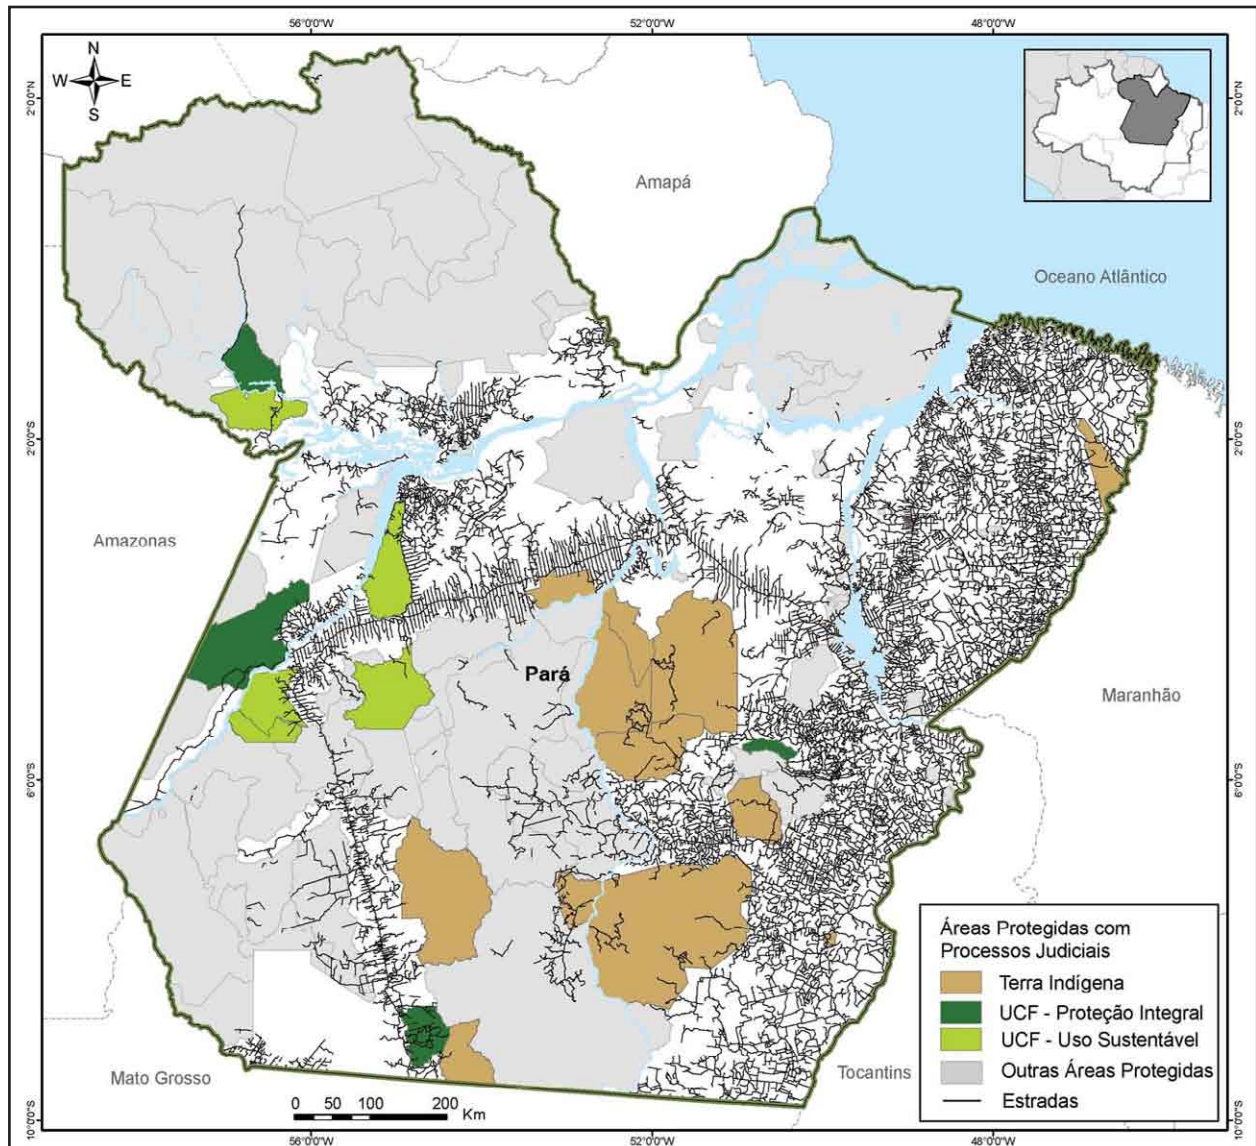 56°0'0"W
52°0'0"W
48°0'0"W
N
W
E
S
2°0'0"N
2°0'0"N
Amapá
Oceano Atlântico
2°0'0"S
2°0'0"S
Amazonas
Pará
Maranhão
6°0'0"S
6°0'0"S
Áreas Protegidas com
Processos Judiciais
Terra Indígena
UCF - Proteção Integral
UCF - Uso Sustentável
Outras Áreas Protegidas
Estradas
Mato Grosso
Tocantins
0 50 100 200
Km
10°0'0"S
10°0'0"S
56°0'0"W
52°0'0"W
48°0'0"W